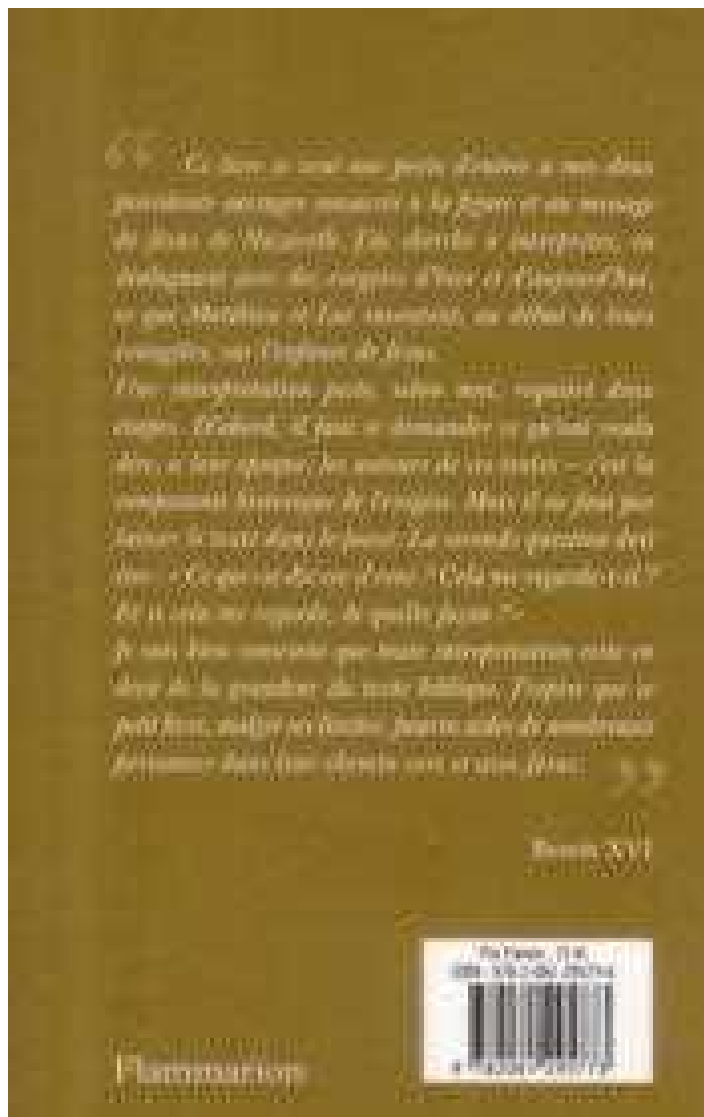 “ Ce livre se veut une porte d'entrée à mes deux
précédents ouvrages consacrés à la figure et au message
de Jésus de Nazareth. J'ai cherché à interpréter, en
dialoguant avec des exégètes d'hier et d'aujourd'hui,
ce que Matthieu et Luc racontent, au début de leurs
évangiles, sur l'enfance de Jésus.
Une interprétation juste, selon moi, requiert deux
étapes. D'abord, il faut se demander ce qu'ont voulu
dire, à leur époque, les auteurs de ces textes – c'est la
composante historique de l'exégèse. Mais il ne faut pas
laisser le texte dans le passé. La seconde question doit
être : « Ce qui est dit est-il vrai ? Cela me regarde-t-il ?
Et si cela me regarde, de quelle façon ? »
Je suis bien conscient que toute interprétation reste en
deçà de la grandeur du texte biblique. J'espère que ce
petit livre, malgré ses limites, pourra aider de nombreuses
personnes dans leur chemin vers et avec Jésus. ”
Benoît XVI
Flammarion